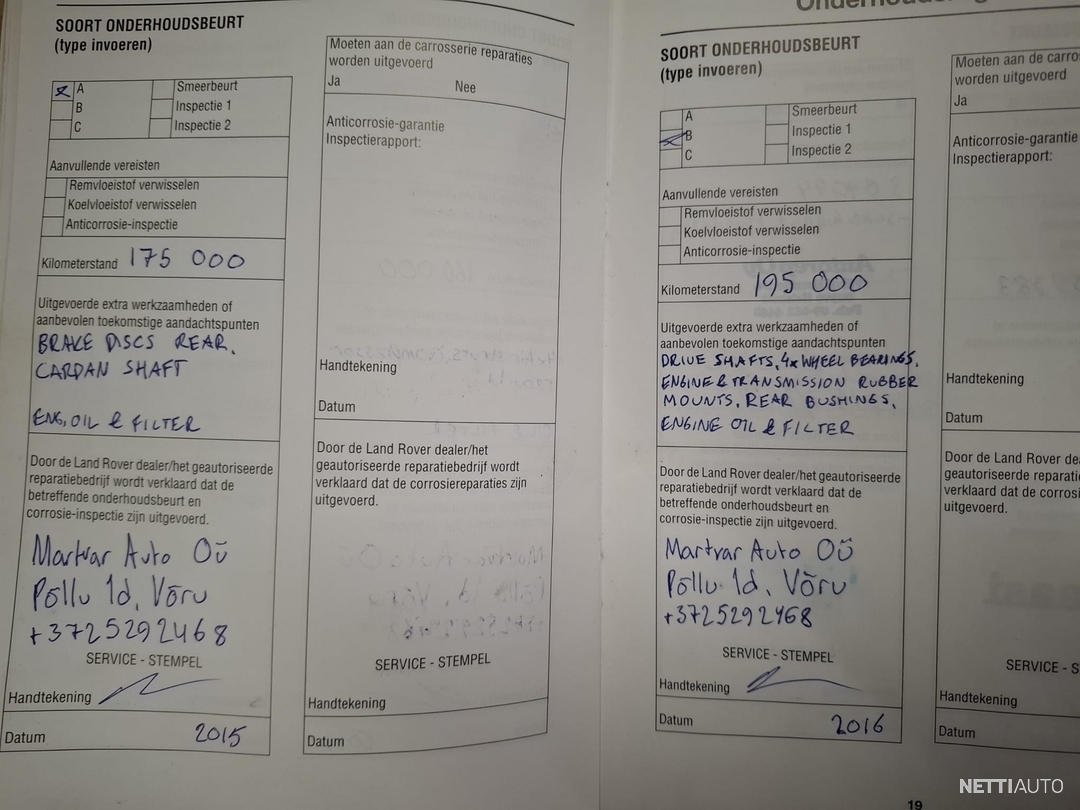 SOORT ONDERHOUDSBEURT
(type invoeren)
A
B
C
Smeerbeurt
Inspectie 1
Inspectie 2
Aanvullende vereisten
Remvloeistof verwisselen
Koelvloeistof verwisselen
Anticorrosie-inspectie
Kilometerstand 175 000
Uitgevoerde extra werkzaamheden of
aanbevolen toekomstige aandachtspunten
BRAKE DISCS REAR.
CARDAN SHAFT
ENG, OIL & FILTER
Door de Land Rover dealer/het geautoriseerde
reparatiebedrijf wordt verklaard dat de
betreffende onderhoudsbeurt en
corrosie-inspectie zijn uitgevoerd.
Martvar Auto OÜ
Põllu 1d, Võru
+3725292468
SERVICE - STEMPEL
Handtekening
Datum 2015
Moeten aan de carrosserie reparaties
worden uitgevoerd
Ja Nee
Anticorrosie-garantie
Inspectierapport:
Handtekening
Datum
Door de Land Rover dealer/het
geautoriseerde reparatiebedrijf wordt
verklaard dat de corrosiereparaties zijn
uitgevoerd.
SERVICE - STEMPEL
Handtekening
Datum
SOORT ONDERHOUDSBEURT
(type invoeren)
A
B
C
Smeerbeurt
Inspectie 1
Inspectie 2
Aanvullende vereisten
Remvloeistof verwisselen
Koelvloeistof verwisselen
Anticorrosie-inspectie
Kilometerstand 195 000
Uitgevoerde extra werkzaamheden of
aanbevolen toekomstige aandachtspunten
DRIVE SHAFTS, 4x WHEEL BEARINGS,
ENGINE & TRANSMISSION RUBBER
MOUNTS, REAR BUSHINGS,
ENGINE OIL & FILTER
Door de Land Rover dealer/het geautoriseerde
reparatiebedrijf wordt verklaard dat de
betreffende onderhoudsbeurt en
corrosie-inspectie zijn uitgevoerd.
Martvar Auto OÜ
Põllu 1d, Võru
+3725292468
SERVICE - STEMPEL
Handtekening
Datum 2016
Moeten aan de
worden uitgevoerd
Ja
Anticorrosie-garantie
Inspectierapport:
Handtekening
Datum
Door de Land Rover
geautoriseerde
verklaard dat de
uitgevoerd.
SERVICE - S
Handtekening
Datum
19
NETTIAUTO